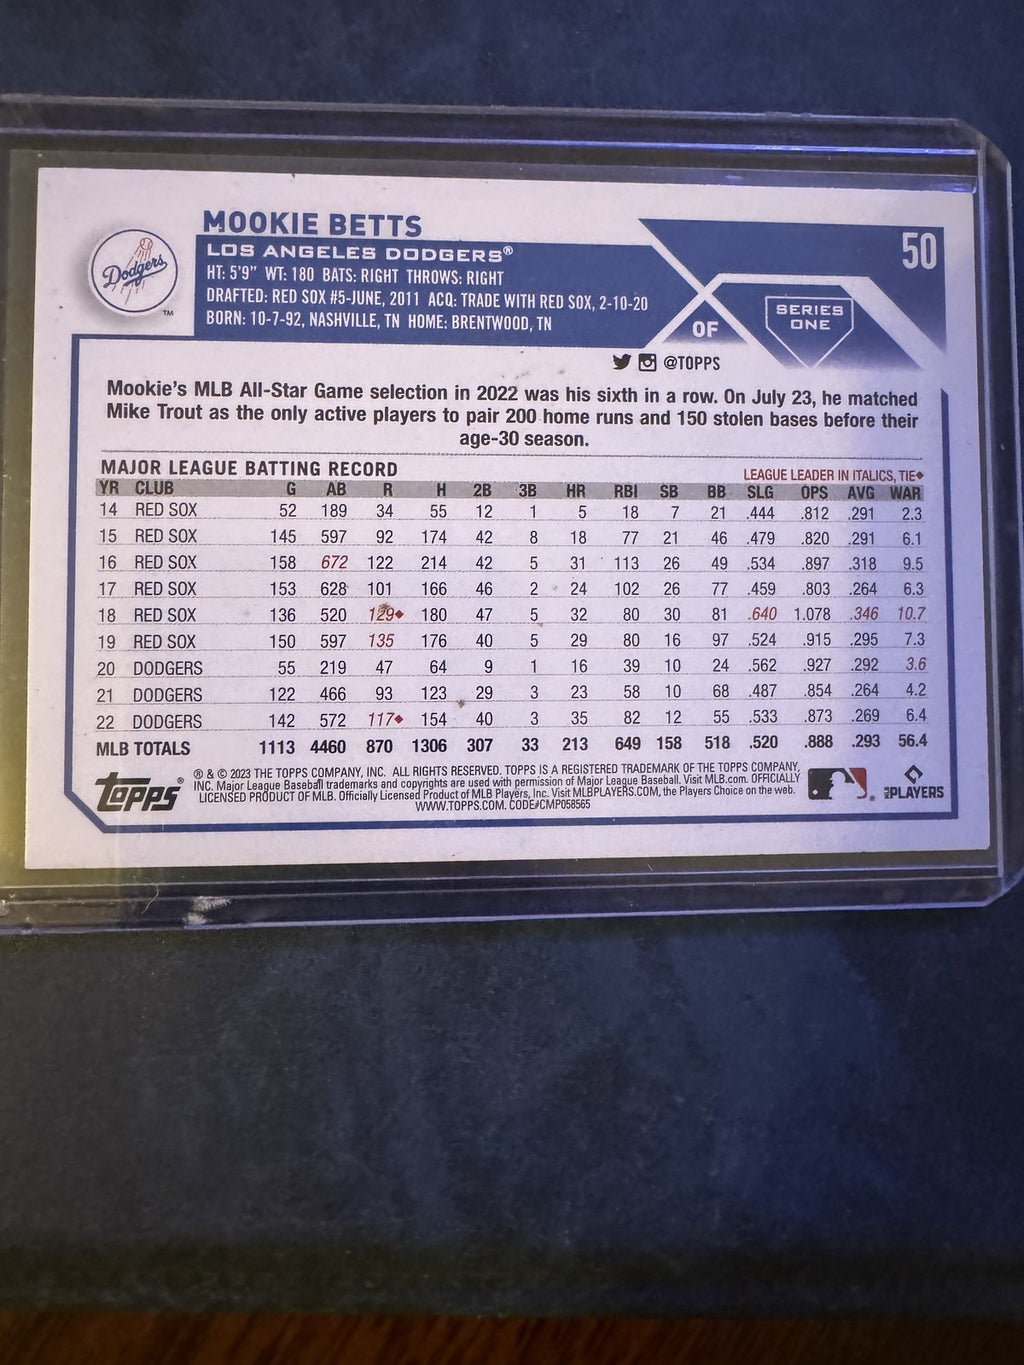 MOOKIE BETTS
50
Dodgers
TM
LOS ANGELES DODGERS®
HT: 5'9" WT: 180 BATS: RIGHT THROWS: RIGHT
DRAFTED: RED SOX #5-JUNE, 2011 ACQ: TRADE WITH RED SOX, 2-10-20
BORN: 10-7-92, NASHVILLE, TN HOME: BRENTWOOD, TN
OF
SERIES
ONE
@TOPPS
Mookie's MLB All-Star Game selection in 2022 was his sixth in a row. On July 23, he matched
Mike Trout as the only active players to pair 200 home runs and 150 stolen bases before their
age-30 season.
MAJOR LEAGUE BATTING RECORD LEAGUE LEADER IN ITALICS, TIE♦
YR CLUB G AB R H 2B 3B HR RBI SB BB SLG OPS AVG WAR
14 RED SOX 52 189 34 55 12 1 5 18 7 21 .444 .812 .291 2.3
15 RED SOX 145 597 92 174 42 8 18 77 21 46 .479 .820 .291 6.1
16 RED SOX 158 672 122 214 42 5 31 113 26 49 .534 .897 .318 9.5
17 RED SOX 153 628 101 166 46 2 24 102 26 77 .459 .803 .264 6.3
18 RED SOX 136 520 129♦ 180 47 5 32 80 30 81 .640 1.078 .346 10.7
19 RED SOX 150 597 135 176 40 5 29 80 16 97 .524 .915 .295 7.3
20 DODGERS 55 219 47 64 9 1 16 39 10 24 .562 .927 .292 3.6
21 DODGERS 122 466 93 123 29 3 23 58 10 68 .487 .854 .264 4.2
22 DODGERS 142 572 117♦ 154 40 3 35 82 12 55 .533 .873 .269 6.4
MLB TOTALS 1113 4460 870 1306 307 33 213 649 158 518 .520 .888 .293 56.4
Topps®
® & © 2023 THE TOPPS COMPANY, INC. ALL RIGHTS RESERVED. TOPPS IS A REGISTERED TRADEMARK OF THE TOPPS COMPANY,
INC. Major League Baseball trademarks and copyrights are used with permission of Major League Baseball. Visit MLB.com. OFFICIALLY
LICENSED PRODUCT OF MLB. Officially Licensed Product of MLB Players, Inc. Visit MLBPLAYERS.COM, the Players Choice on the web.
WWW.TOPPS.COM. CODE#CMP058565
MLBPLAYERS